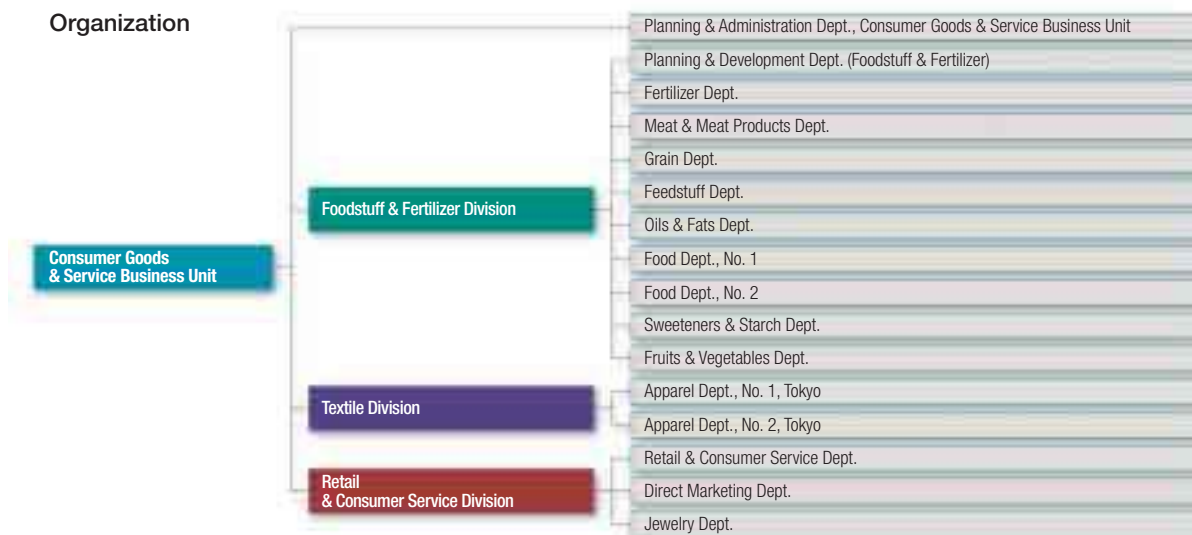 Organization
Planning & Administration Dept., Consumer Goods & Service Business Unit
Planning & Development Dept. (Foodstuff & Fertilizer)
Fertilizer Dept.
Meat & Meat Products Dept.
Grain Dept.
Foodstuff & Fertilizer Division
Feedstuff Dept.
Oils & Fats Dept.
Consumer Goods
& Service Business Unit
Food Dept., No. 1
Food Dept., No. 2
Sweeteners & Starch Dept.
Fruits & Vegetables Dept.
Textile Division
Apparel Dept., No. 1, Tokyo
Apparel Dept., No. 2, Tokyo
Retail
& Consumer Service Division
Retail & Consumer Service Dept.
Direct Marketing Dept.
Jewelry Dept.